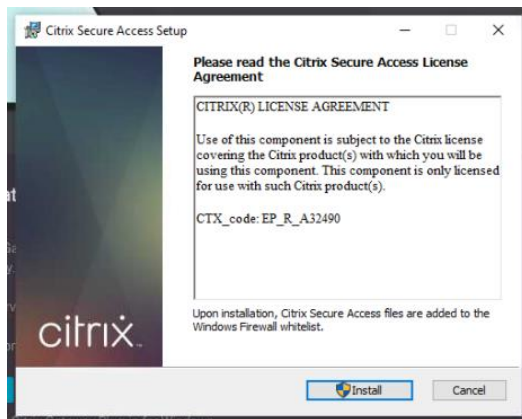 Citrix Secure Access Setup
Please read the Citrix Secure Access License
Agreement
CITRIX(R) LICENSE AGREEMENT
Use of this component is subject to the Citrix license
covering the Citrix product(s) with which you will be
using this component. This component is only licensed
for use with such Citrix product(s).
CTX_code: EP_R_A32490
Upon installation, Citrix Secure Access files are added to the
Windows Firewall whitelist.
citrix
Install
Cancel